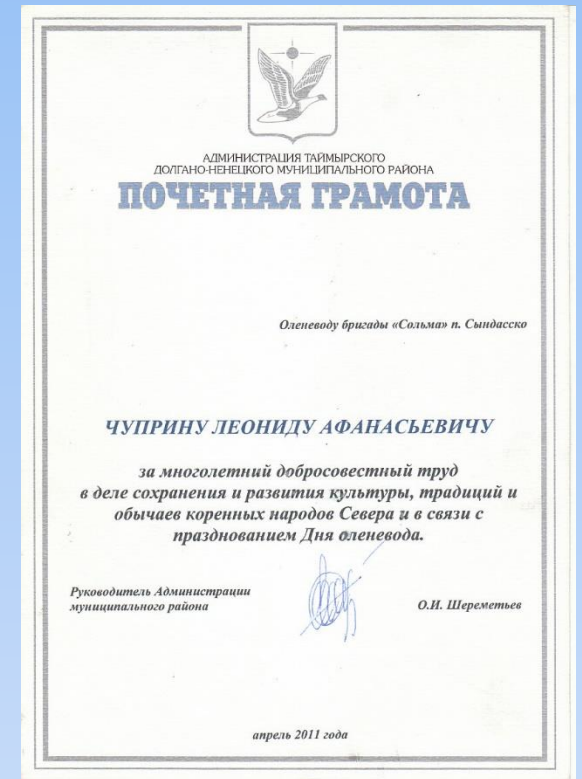 АДМИНИСТРАЦИЯ ТАЙМЫРСКОГО
ДОЛГАНО-НЕНЕЦКОГО МУНИЦИПАЛЬНОГО РАЙОНА
ПОЧЕТНАЯ ГРАМОТА
Оленеводу бригады «Сольма» п. Сындасско
ЧУПРИНУ ЛЕОНИДУ АФАНАСЬЕВИЧУ
за многолетний добросовестный труд
в деле сохранения и развития культуры, традиций и
обычаев коренных народов Севера и в связи с
празднованием Дня оленевода.
Руководитель Администрации
муниципального района
О.И. Шереметьев
апрель 2011 года